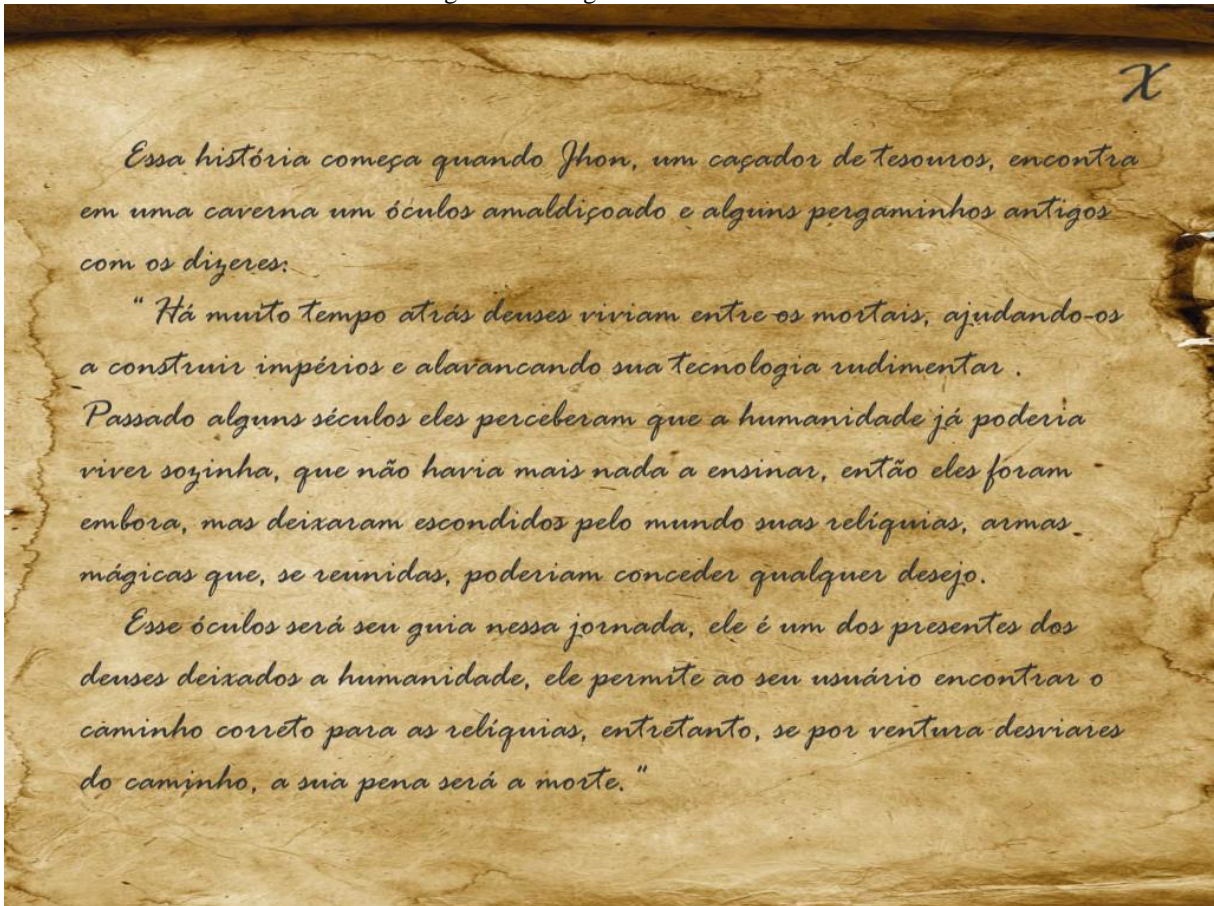 X
Essa história começa quando Jhon, um caçador de tesouros, encontra
em uma caverna um óculos amaldiçoado e alguns pergaminhos antigos
com os dizeres:
" Há muito tempo atrás deuses viviam entre os mortais, ajudando-os
a construir impérios e alavancando sua tecnologia rudimentar .
Passado alguns séculos eles perceberam que a humanidade já poderia
viver sozinha, que não havia mais nada a ensinar, então eles foram
embora, mas deixaram escondidos pelo mundo suas relíquias, armas
mágicas que, se reunidas, poderiam conceder qualquer desejo.
Esse óculos será seu guia nessa jornada, ele é um dos presentes dos
deuses deixados a humanidade, ele permite ao seu usuário encontrar o
caminho correto para as relíquias, entretanto, se por ventura desviares
do caminho, a sua pena será a morte."